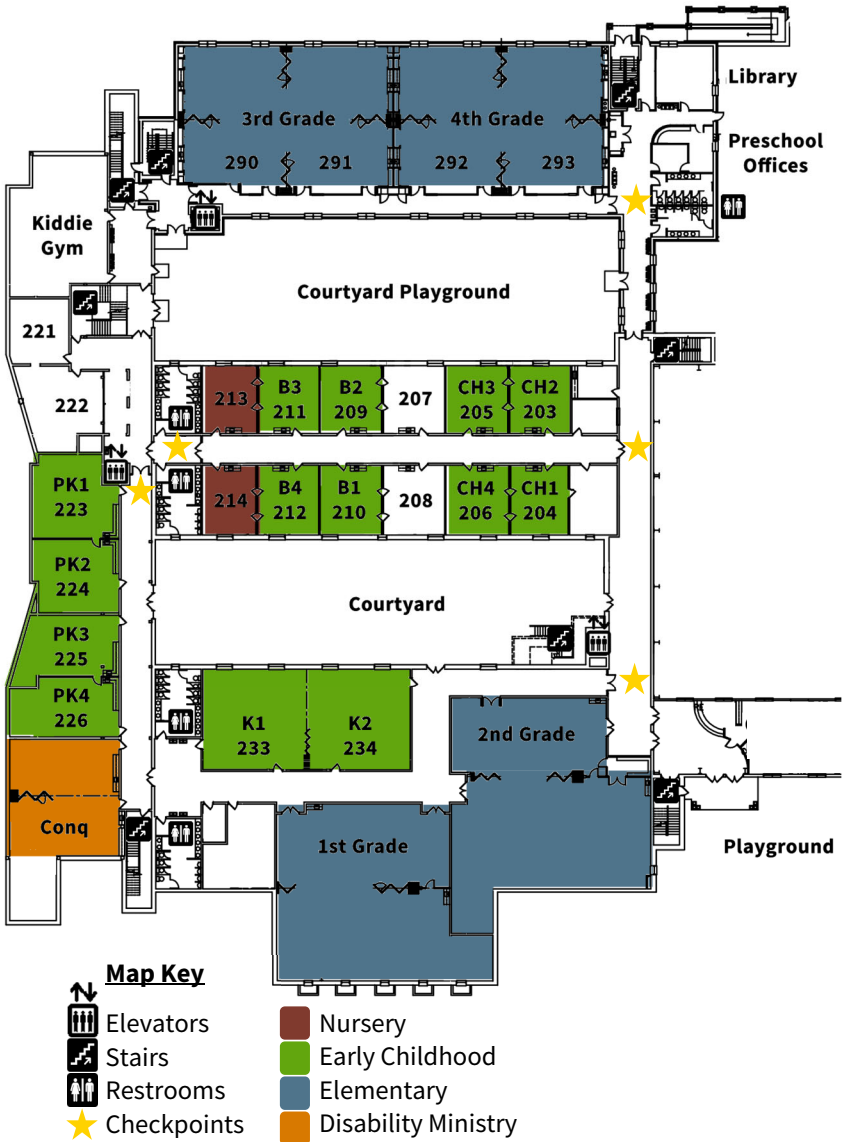 Library
3rd Grade
4th Grade
Preschool
Offices
290
291
292
293
Kiddie
Gym
Courtyard Playground
221
222
213
B3
211
B2
209
207
CH3
205
CH2
203
214
B4
212
B1
210
208
CH4
206
CH1
204
PK1
223
PK2
224
PK3
225
PK4
226
Courtyard
K1
233
K2
234
2nd Grade
Conq
1st Grade
Playground
Map Key
Elevators
Stairs
Restrooms
Checkpoints
Nursery
Early Childhood
Elementary
Disability Ministry